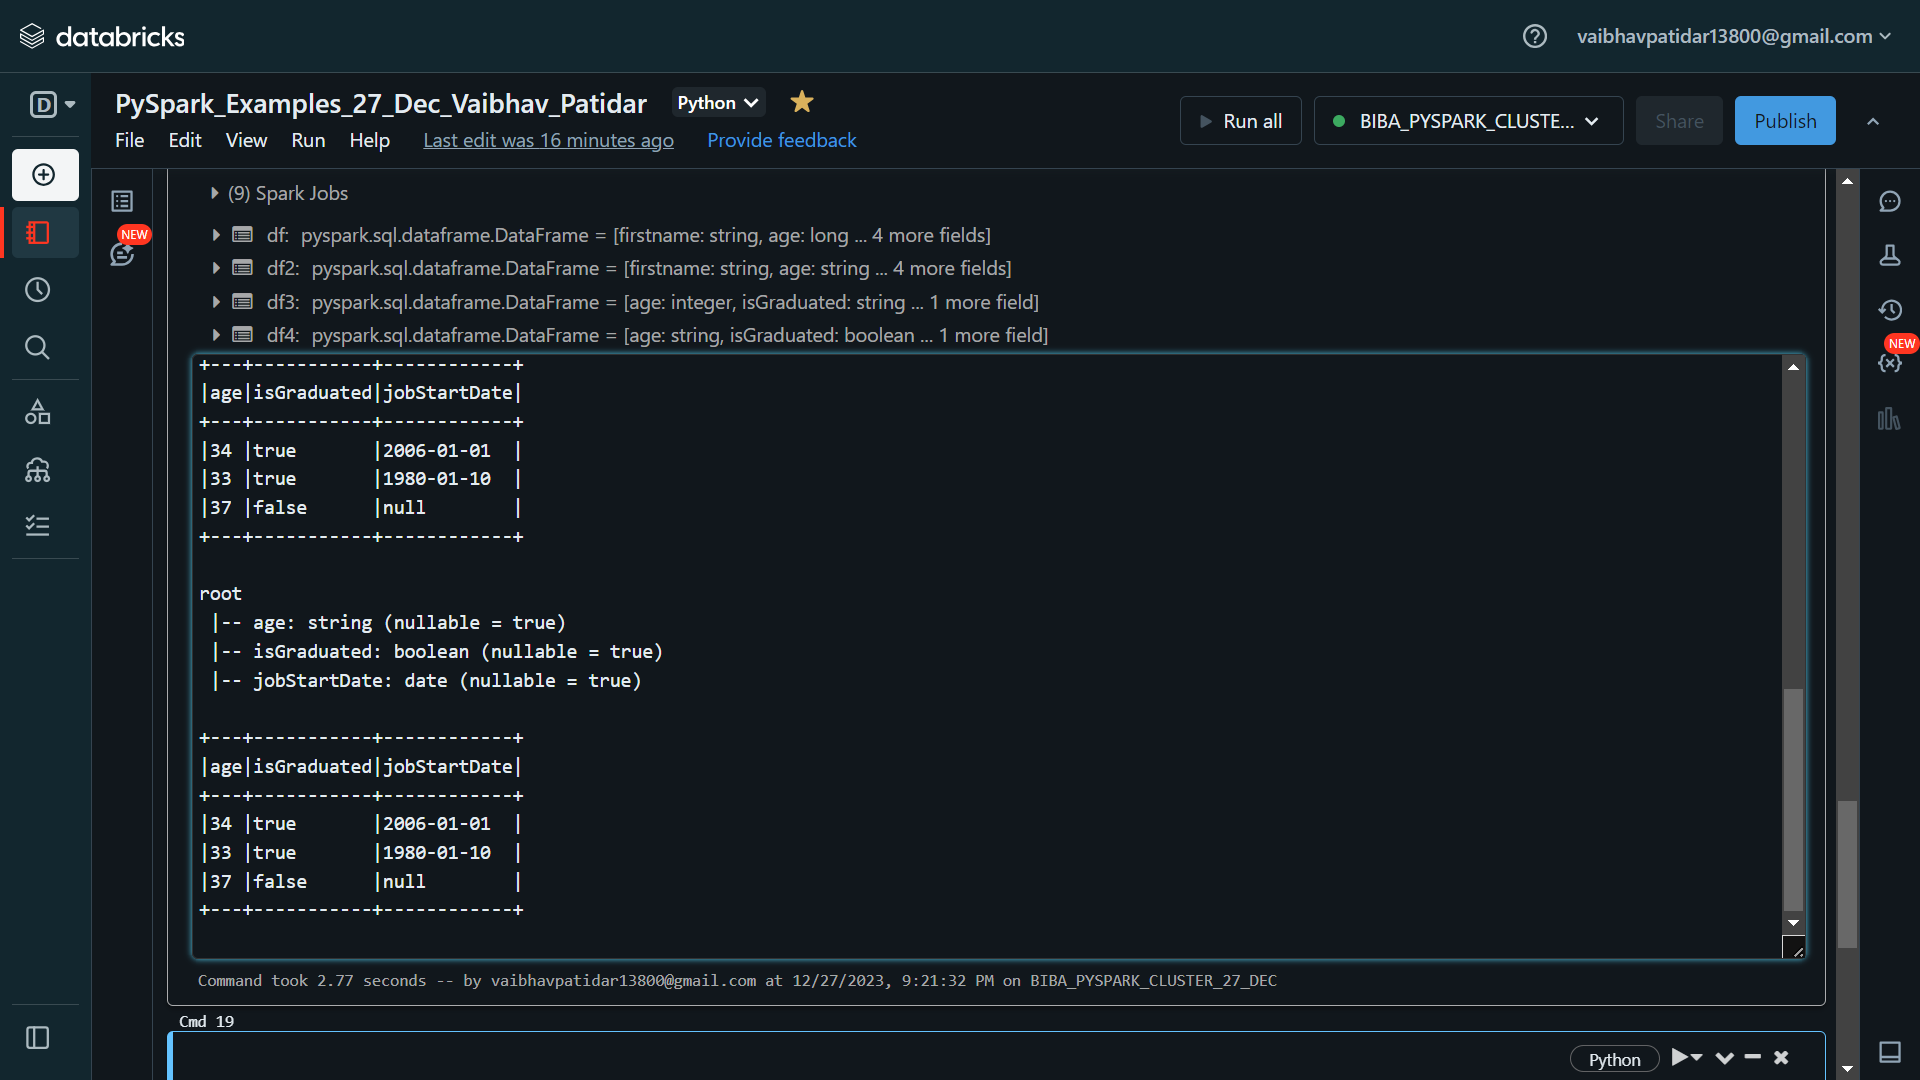 databricks
vaibhavpatidar13800@gmail.com
D
PySpark_Examples_27_Dec_Vaibhav_Patidar Python
File Edit View Run Help Last edit was 16 minutes ago Provide feedback
Run all BIBA_PYSPARK_CLUSTE... Share Publish
NEW
NEW
(9) Spark Jobs
df: pyspark.sql.dataframe.DataFrame = [firstname: string, age: long ... 4 more fields]
df2: pyspark.sql.dataframe.DataFrame = [firstname: string, age: string ... 4 more fields]
df3: pyspark.sql.dataframe.DataFrame = [age: integer, isGraduated: string ... 1 more field]
df4: pyspark.sql.dataframe.DataFrame = [age: string, isGraduated: boolean ... 1 more field]
+---+-----------+------------+
|age|isGraduated|jobStartDate|
+---+-----------+------------+
|34 |true       |2006-01-01  |
|33 |true       |1980-01-10  |
|37 |false      |null        |
+---+-----------+------------+
root
 |-- age: string (nullable = true)
 |-- isGraduated: boolean (nullable = true)
 |-- jobStartDate: date (nullable = true)
+---+-----------+------------+
|age|isGraduated|jobStartDate|
+---+-----------+------------+
|34 |true       |2006-01-01  |
|33 |true       |1980-01-10  |
|37 |false      |null        |
+---+-----------+------------+
Command took 2.77 seconds -- by vaibhavpatidar13800@gmail.com at 12/27/2023, 9:21:32 PM on BIBA_PYSPARK_CLUSTER_27_DEC
Cmd 19
Python